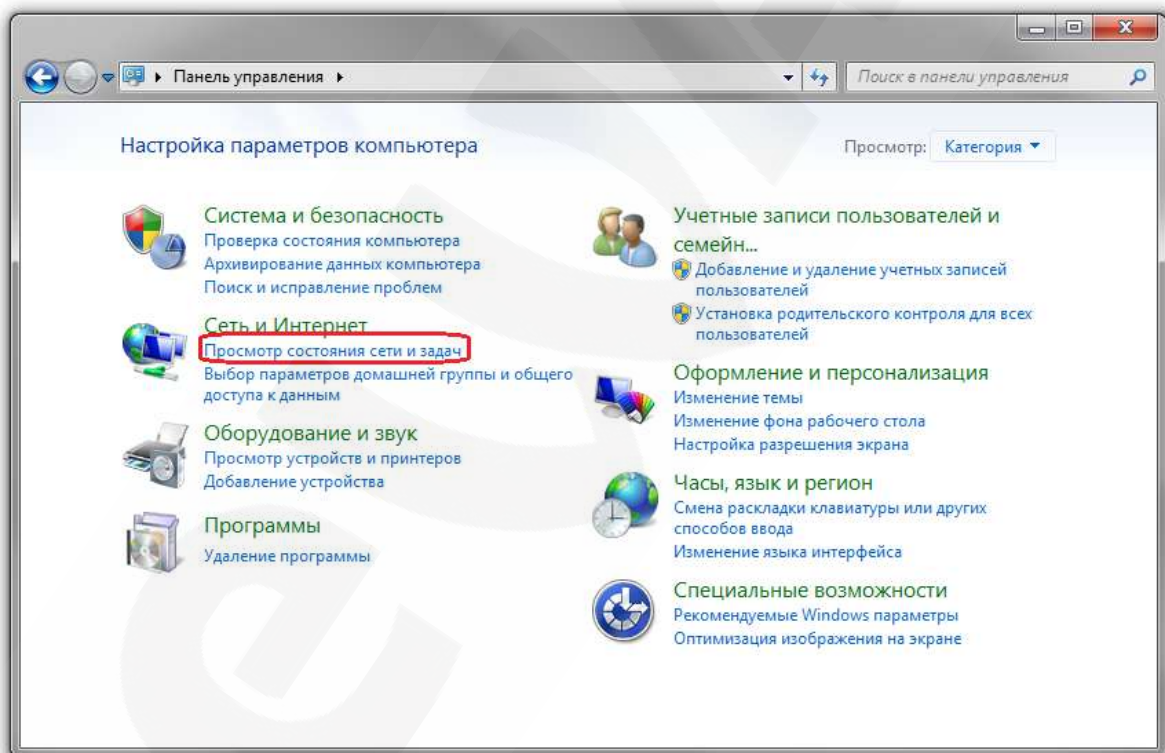 Панель управления
Поиск в панели управления
Настройка параметров компьютера
Просмотр: Категория
Система и безопасность
Проверка состояния компьютера
Архивирование данных компьютера
Поиск и исправление проблем
Сеть и Интернет
Просмотр состояния сети и задач
Выбор параметров домашней группы и общего
доступа к данным
Оборудование и звук
Просмотр устройств и принтеров
Добавление устройства
Программы
Удаление программы
Учетные записи пользователей и
семейн...
Добавление и удаление учетных записей
пользователей
Установка родительского контроля для всех
пользователей
Оформление и персонализация
Изменение темы
Изменение фона рабочего стола
Настройка разрешения экрана
Часы, язык и регион
Смена раскладки клавиатуры или других
способов ввода
Изменение языка интерфейса
Специальные возможности
Рекомендуемые Windows параметры
Оптимизация изображения на экране